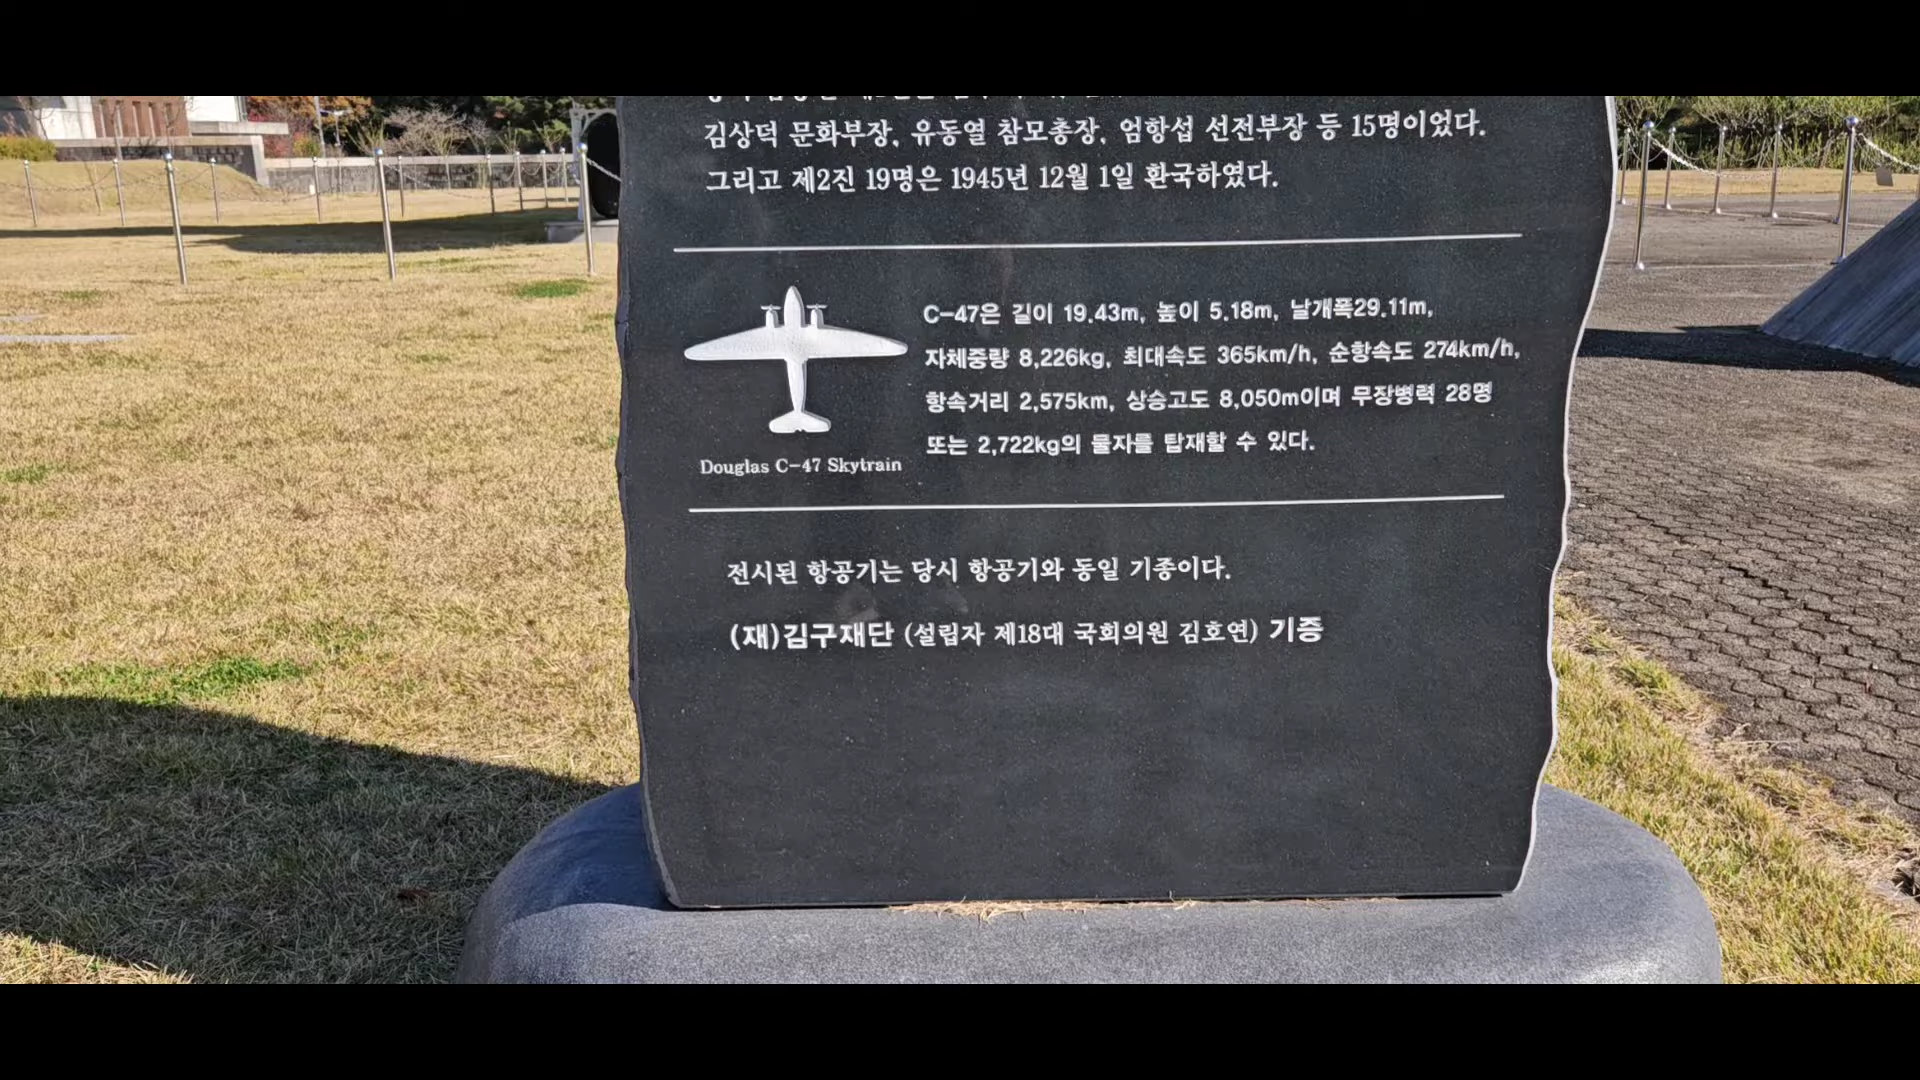 김상덕 문화부장, 유동열 참모총장, 엄항섭 선전부장 등 15명이었다.
그리고 제2진 19명은 1945년 12월 1일 환국하였다.
C-47은 길이 19.43m, 높이 5.18m, 날개폭29.11m,
자체중량 8,226kg, 최대속도 365km/h, 순항속도 274km/h,
항속거리 2,575km, 상승고도 8,050m이며 무장병력 28명
또는 2,722kg의 물자를 탑재할 수 있다.
Douglas C-47 Skytrain
전시된 항공기는 당시 항공기와 동일 기종이다.
(재)김구재단 (설립자 제18대 국회의원 김호연) 기증